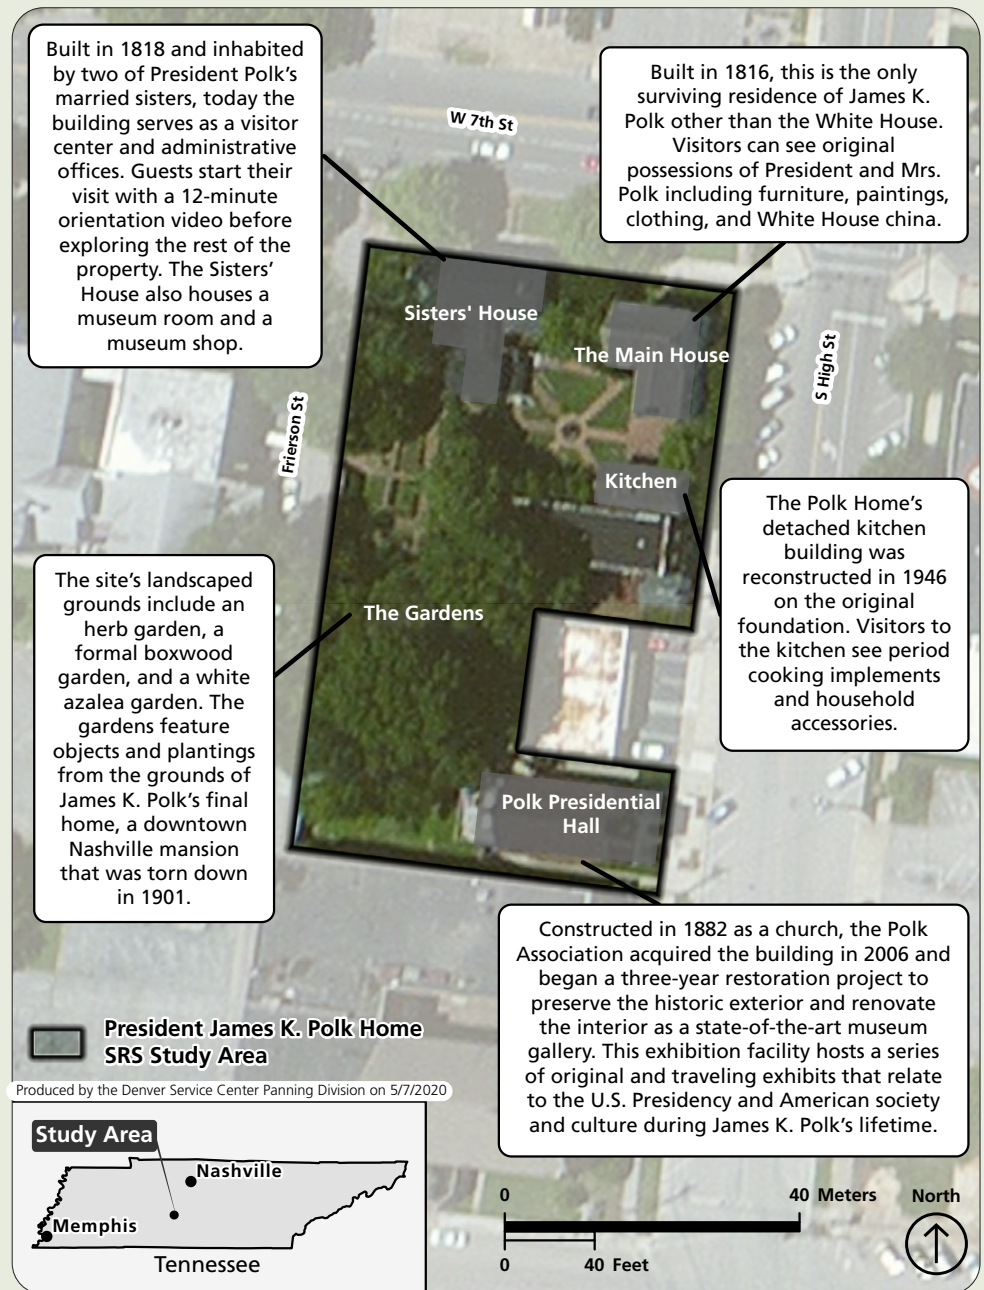 Built in 1818 and inhabited
by two of President Polk's
married sisters, today the
building serves as a visitor
center and administrative
offices. Guests start their
visit with a 12-minute
orientation video before
exploring the rest of the
property. The Sisters'
House also houses a
museum room and a
museum shop.
W 7th St
Built in 1816, this is the only
surviving residence of James K.
Polk other than the White House.
Visitors can see original
possessions of President and Mrs.
Polk including furniture, paintings,
clothing, and White House china.
Sisters' House
The Main House
S High St
Frierson St
Kitchen
The Polk Home's
detached kitchen
building was
reconstructed in 1946
on the original
foundation. Visitors to
the kitchen see period
cooking implements
and household
accessories.
The site's landscaped
grounds include an
herb garden, a
formal boxwood
garden, and a white
azalea garden. The
gardens feature
objects and plantings
from the grounds of
James K. Polk's final
home, a downtown
Nashville mansion
that was torn down
in 1901.
The Gardens
Polk Presidential
Hall
Constructed in 1882 as a church, the Polk
Association acquired the building in 2006 and
began a three-year restoration project to
preserve the historic exterior and renovate
the interior as a state-of-the-art museum
gallery. This exhibition facility hosts a series
of original and traveling exhibits that relate
to the U.S. Presidency and American society
and culture during James K. Polk's lifetime.
President James K. Polk Home
SRS Study Area
Produced by the Denver Service Center Panning Division on 5/7/2020
Study Area
Nashville
Memphis
Tennessee
0 40 Meters
0 40 Feet
North